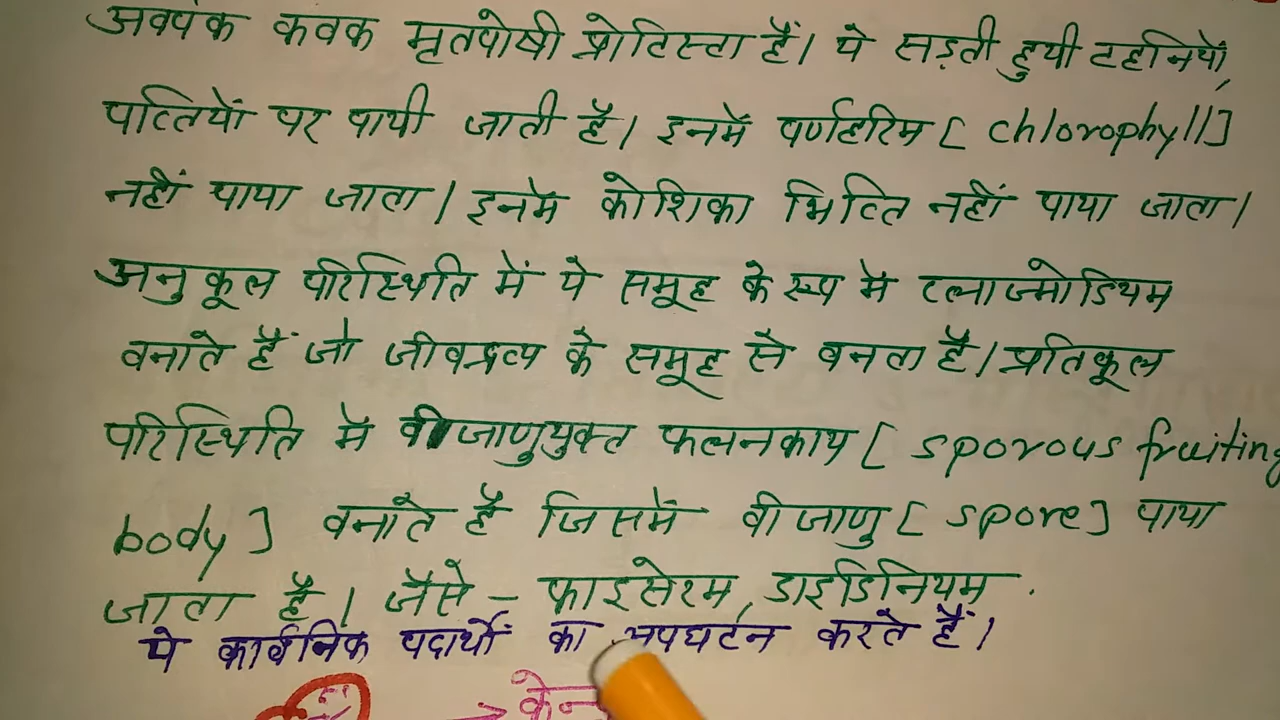 अवपंक कवक मृतपोषी प्रोटिस्टा हैं। ये सड़ती हुयी टहनियों,
पत्तियों पर पायी जाती है। इनमें पर्णहरिम [ chlorophyll]
नहीं पाया जाता। इनमें कोशिका भित्ति नहीं पाया जाता।
अनुकूल परिस्थिति में ये समूह के रूप में प्लाज्मोडियम
बनाते हैं जो जीवद्रव्य के समूह से बनता है। प्रतिकूल
परिस्थिति में बीजाणुयुक्त फलनकाय [ sporous fruiting
body ] बनाते है जिसमें बीजाणु [ spore] पाया
जाता है। जैसे - फाइसेरम, डाईडिनियम .
ये कार्बनिक पदार्थों का अपघटन करते हैं।